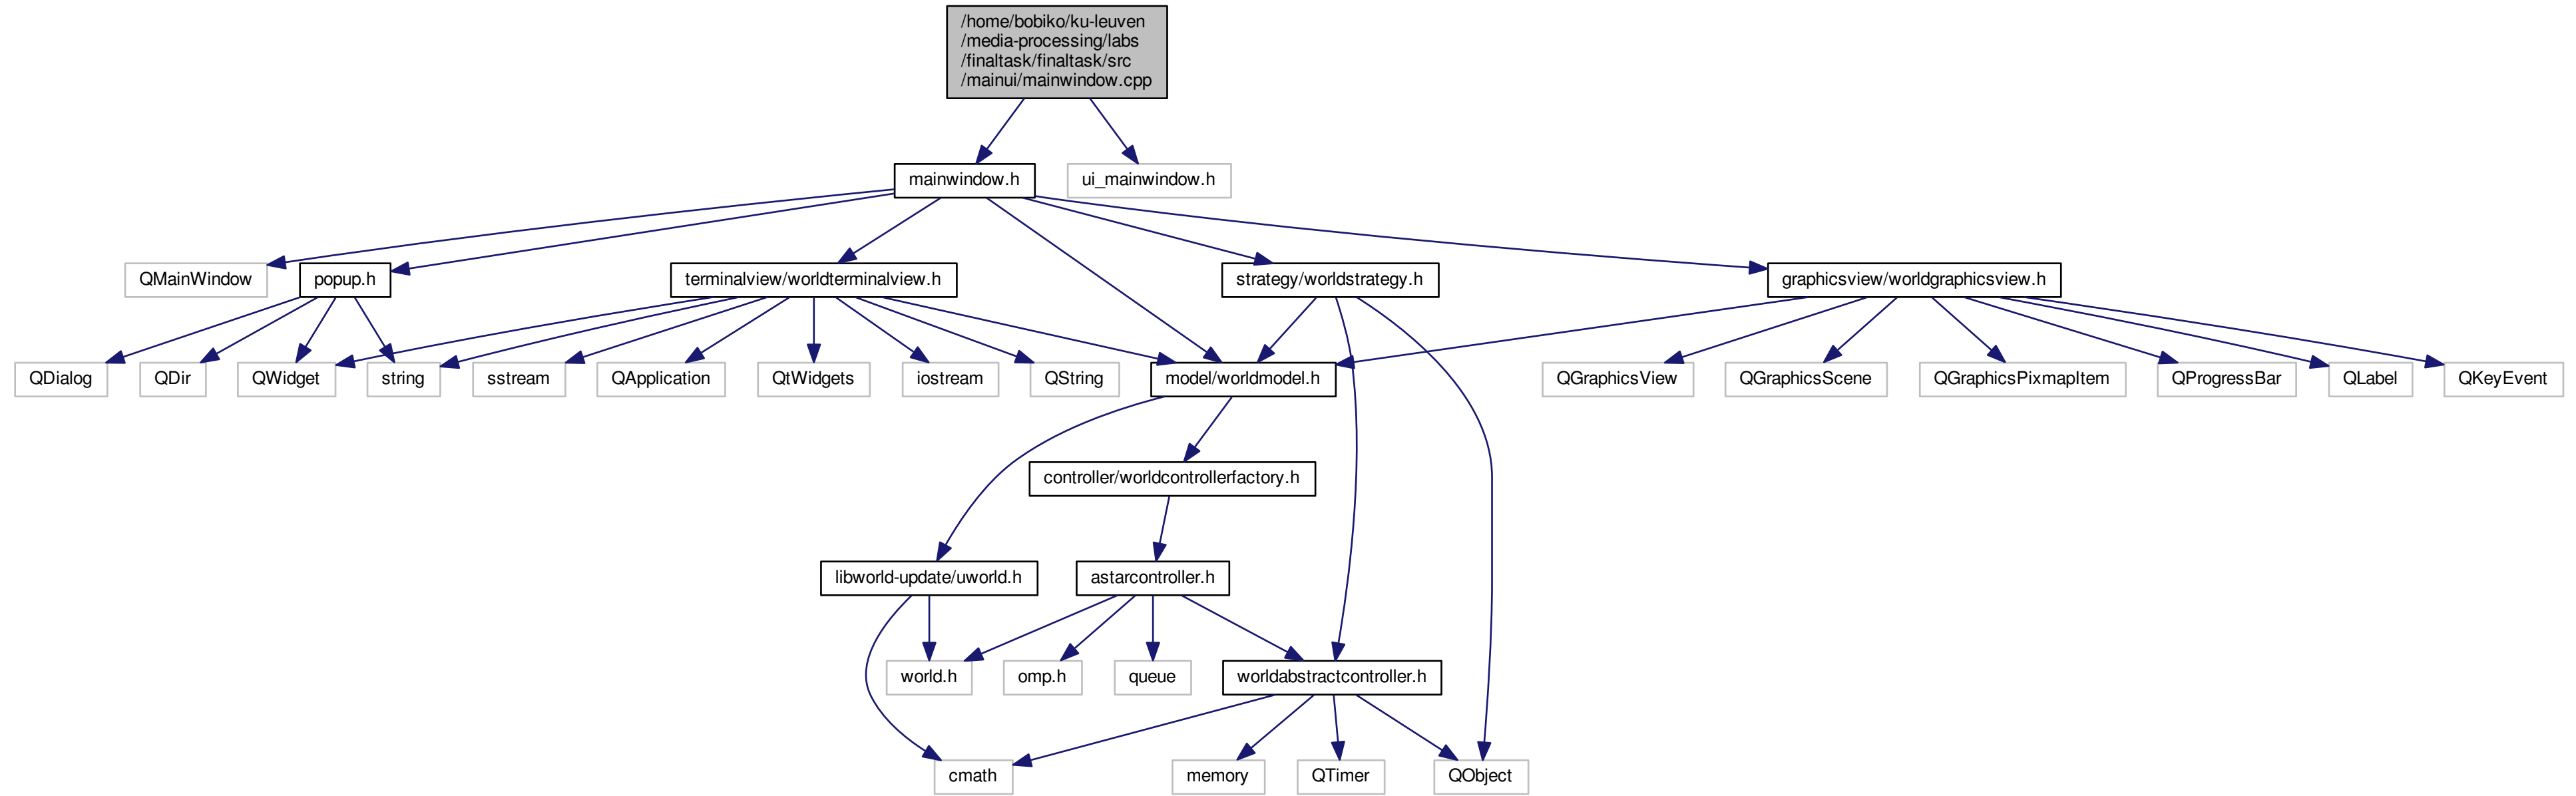 /home/bobiko/ku-leuven
/media-processing/labs
/finaltask/finaltask/src
/mainui/mainwindow.cpp
mainwindow.h
ui_mainwindow.h
QMainWindow
popup.h
terminalview/worldterminalview.h
strategy/worldstrategy.h
graphicsview/worldgraphicsview.h
QDialog
QDir
QWidget
string
sstream
QApplication
QtWidgets
iostream
QString
model/worldmodel.h
QGraphicsView
QGraphicsScene
QGraphicsPixmapItem
QProgressBar
QLabel
QKeyEvent
controller/worldcontrollerfactory.h
libworld-update/uworld.h
astarcontroller.h
world.h
omp.h
queue
worldabstractcontroller.h
cmath
memory
QTimer
QObject